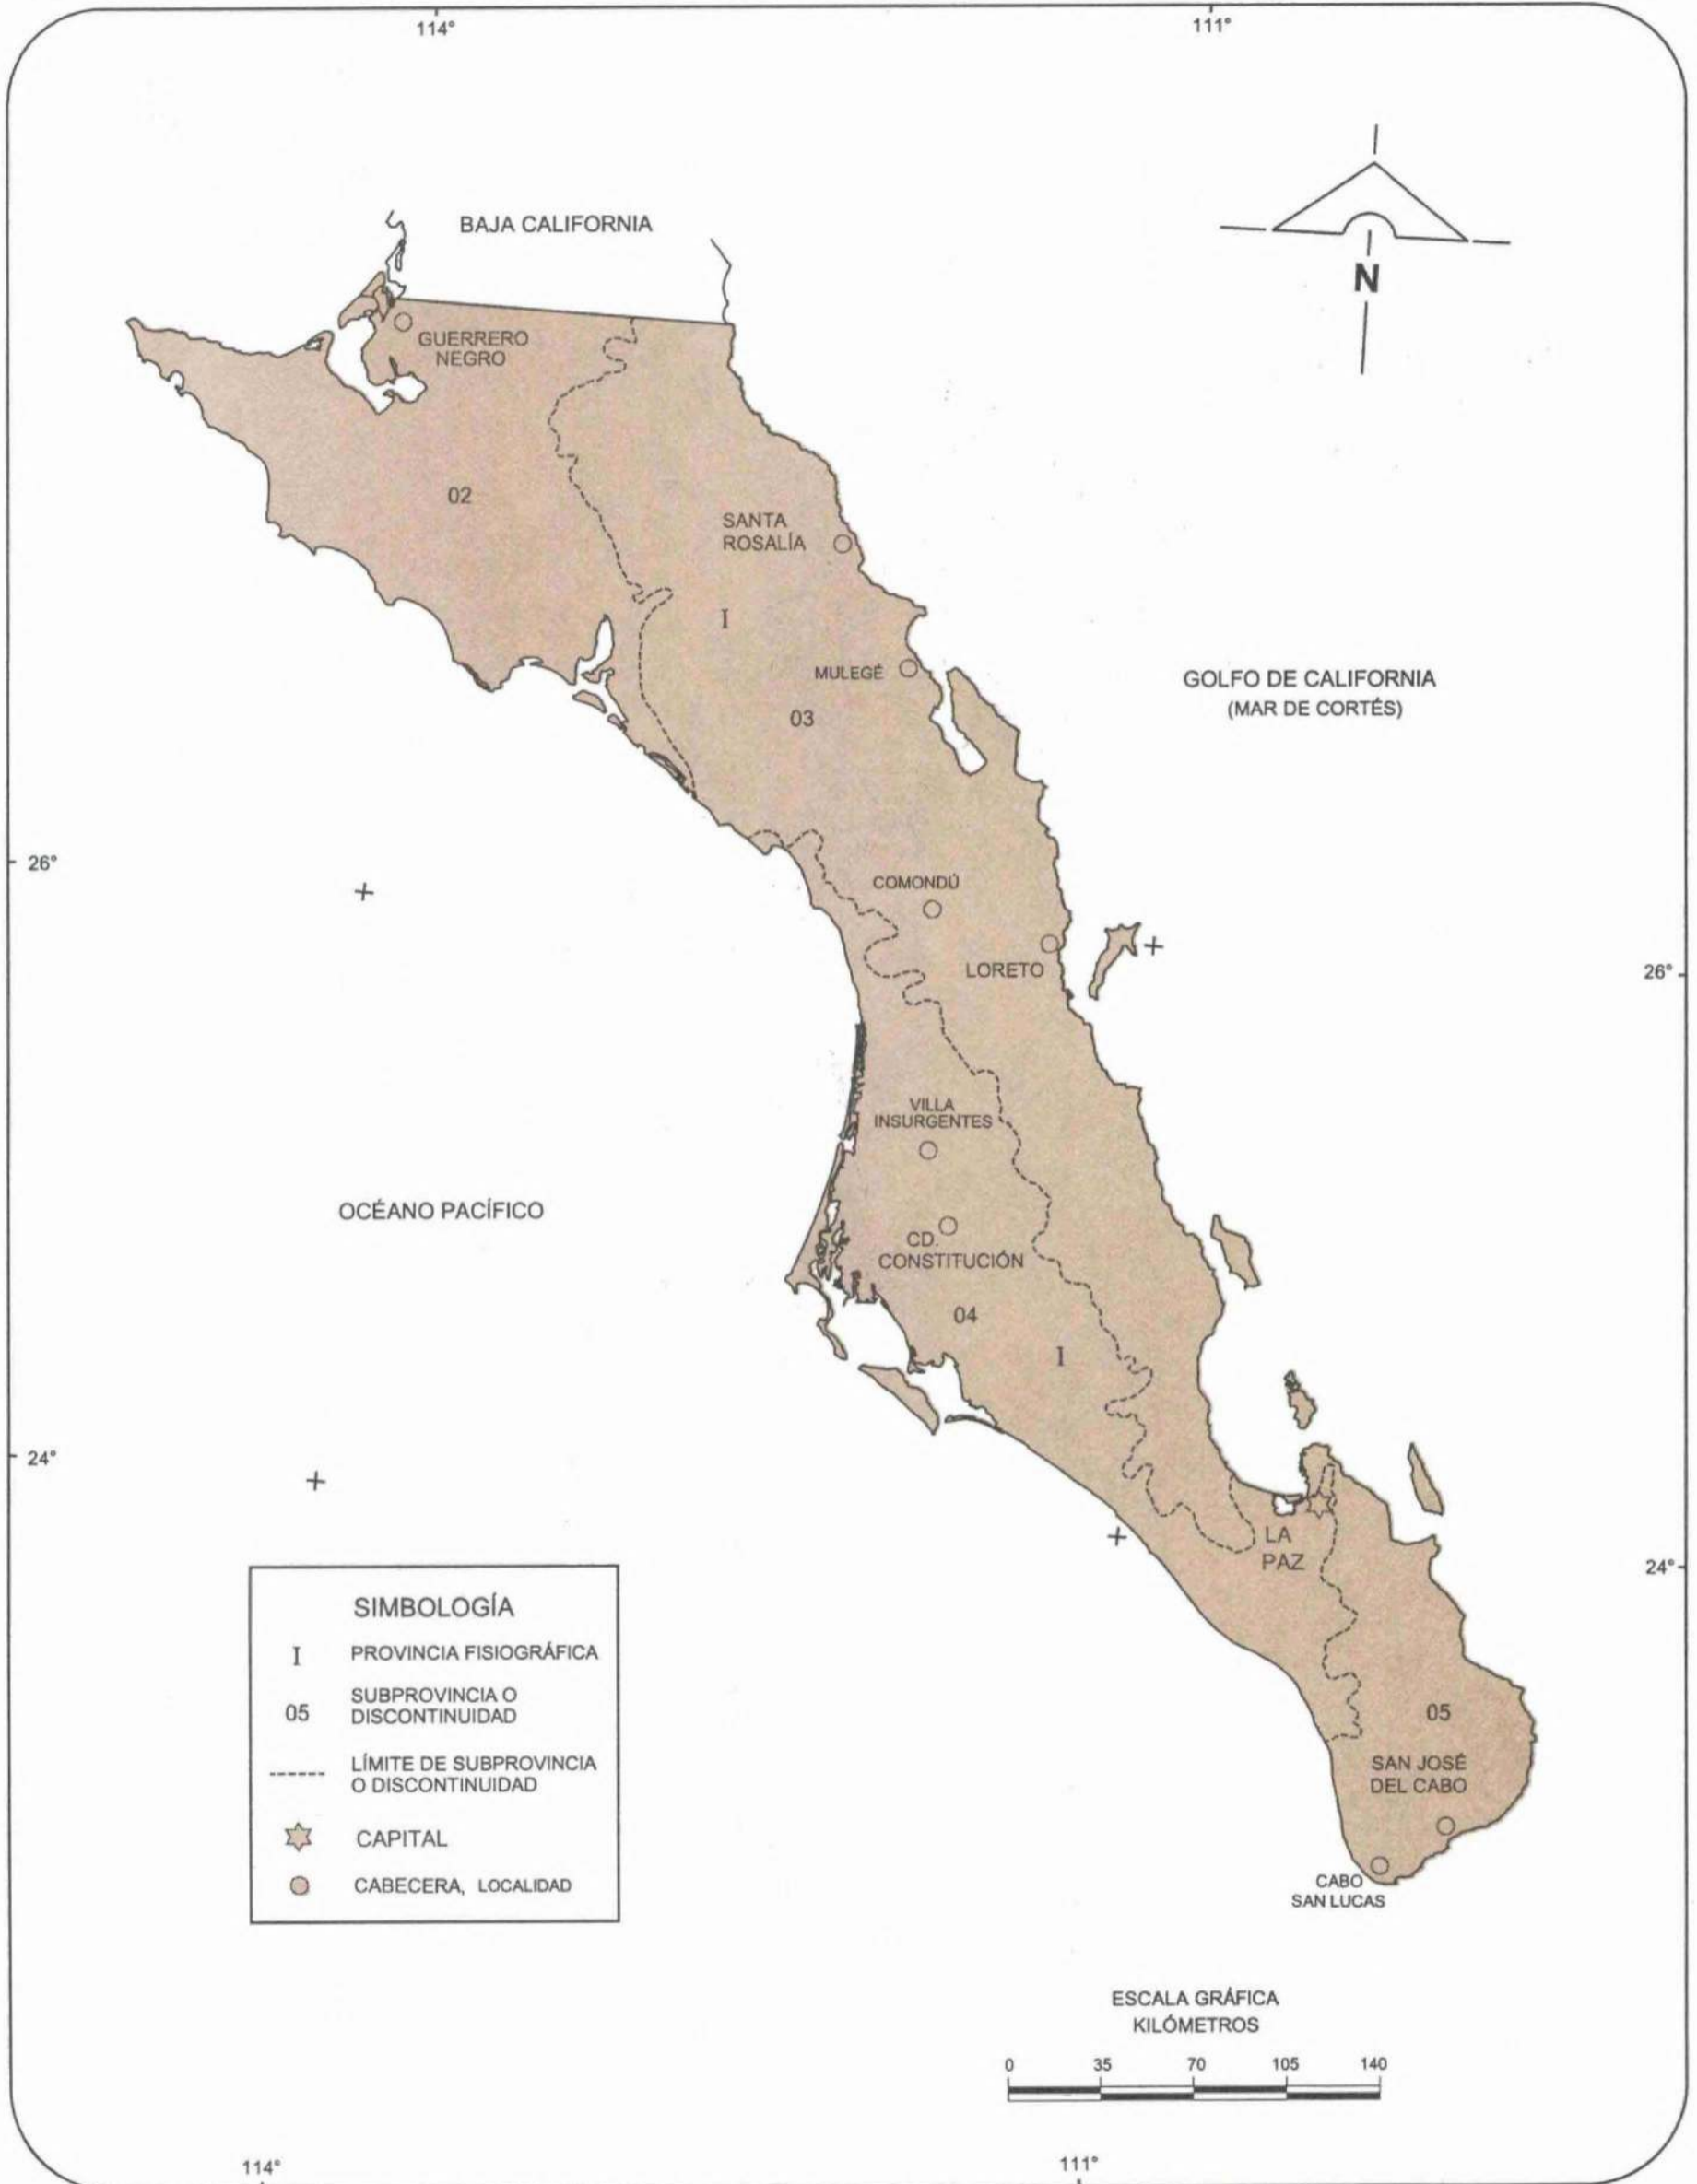 114°
111°
BAJA CALIFORNIA
N
GUERRERO
NEGRO
02
SANTA
ROSALÍA
I
MULEGÉ
03
GOLFO DE CALIFORNIA
(MAR DE CORTÉS)
26°
COMONDÚ
LORETO
26°
VILLA
INSURGENTES
OCÉANO PACÍFICO
CD.
CONSTITUCIÓN
04
I
24°
LA
PAZ
24°
SIMBOLOGÍA
I PROVINCIA FISIOGRÁFICA
05 SUBPROVINCIA O
DISCONTINUIDAD
LÍMITE DE SUBPROVINCIA
O DISCONTINUIDAD
CAPITAL
CABECERA, LOCALIDAD
05
SAN JOSÉ
DEL CABO
CABO
SAN LUCAS
ESCALA GRÁFICA
KILÓMETROS
0 35 70 105 140
114°
111°